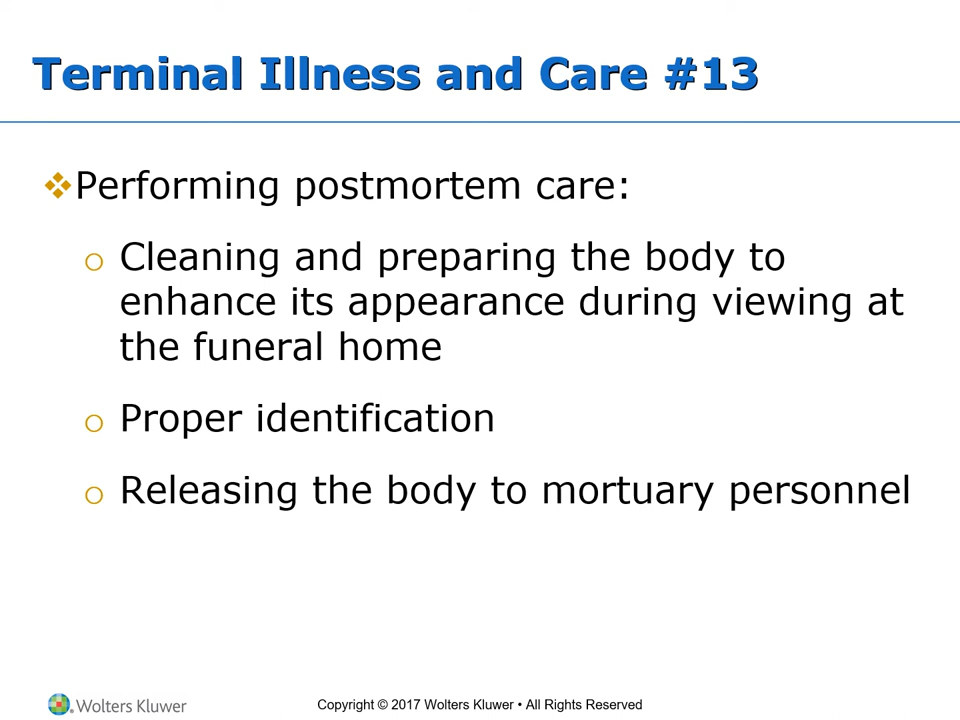 Terminal Illness and Care #13
❖Performing postmortem care:
o Cleaning and preparing the body to
enhance its appearance during viewing at
the funeral home
o Proper identification
o Releasing the body to mortuary personnel
Wolters Kluwer
Copyright © 2017 Wolters Kluwer • All Rights Reserved